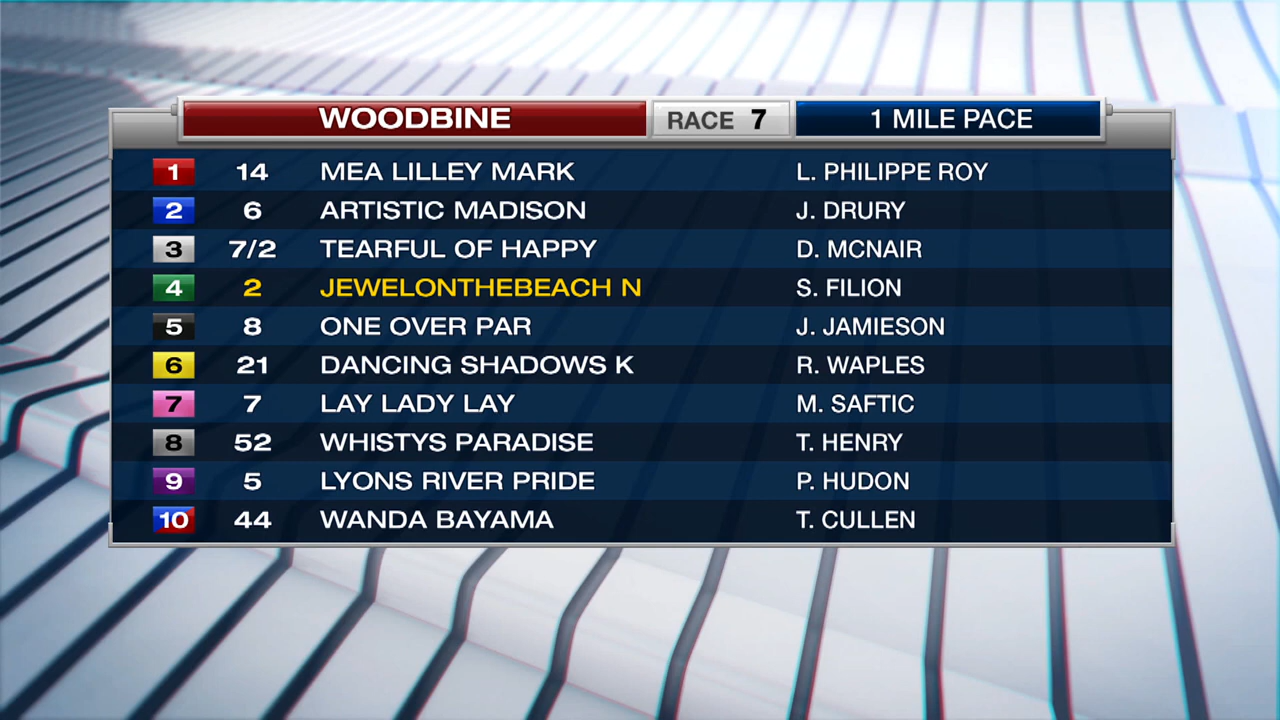 WOODBINE RACE 7 1 MILE PACE
1 14 MEA LILLEY MARK L. PHILIPPE ROY
2 6 ARTISTIC MADISON J. DRURY
3 7/2 TEARFUL OF HAPPY D. MCNAIR
4 2 JEWELONTHEBEACH N S. FILION
5 8 ONE OVER PAR J. JAMIESON
6 21 DANCING SHADOWS K R. WAPLES
7 7 LAY LADY LAY M. SAFTIC
8 52 WHISTYS PARADISE T. HENRY
9 5 LYONS RIVER PRIDE P. HUDON
10 44 WANDA BAYAMA T. CULLEN